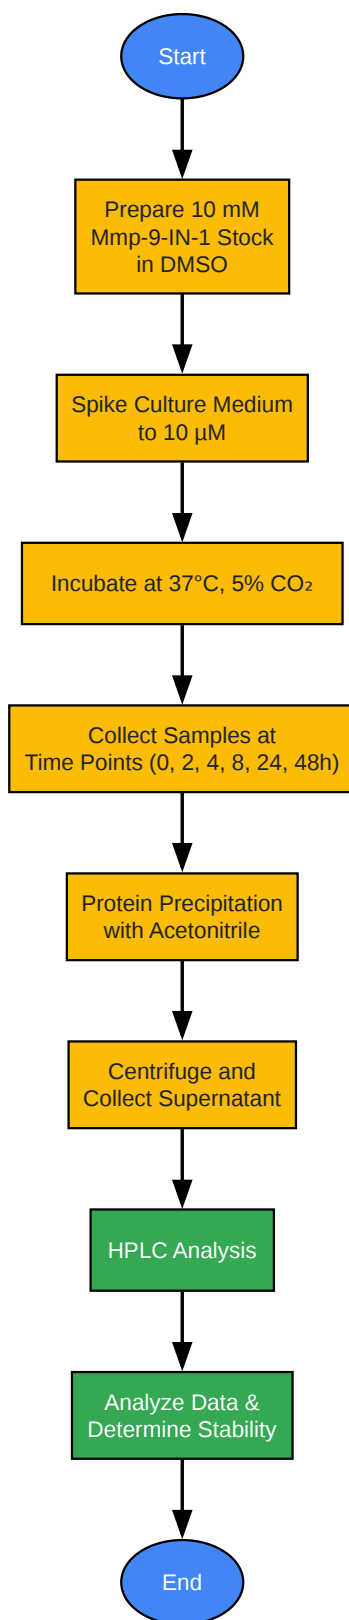 Start
Prepare 10 mM
Mmp-9-IN-1 Stock
in DMSO
Spike Culture Medium
to 10 µM
Incubate at 37°C, 5% CO₂
Collect Samples at
Time Points (0, 2, 4, 8, 24, 48h)
Protein Precipitation
with Acetonitrile
Centrifuge and
Collect Supernatant
HPLC Analysis
Analyze Data &
Determine Stability
End